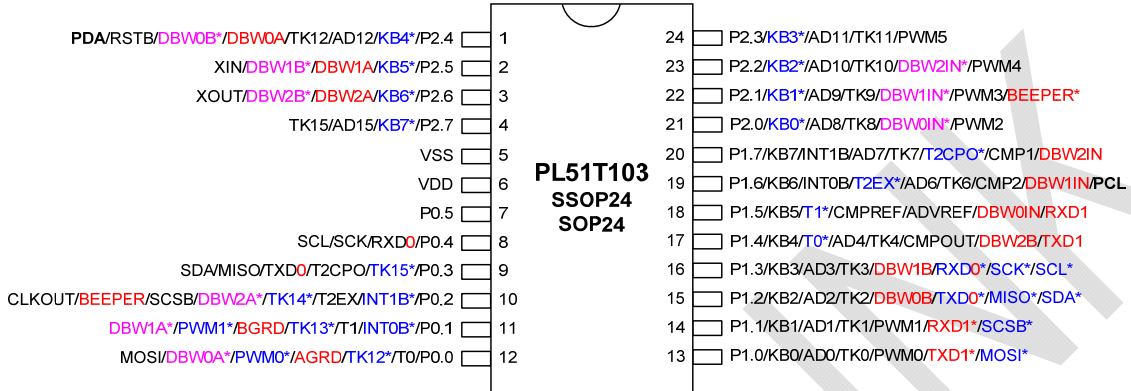 PDA/RSTB/DBW0B*/DBW0A/TK12/AD12/KB4*/P2.4 1
XIN/DBW1B*/DBW1A/KB5*/P2.5 2
XOUT/DBW2B*/DBW2A/KB6*/P2.6 3
TK15/AD15/KB7*/P2.7 4
VSS 5
VDD 6
P0.5 7
SCL/SCK/RXD0/P0.4 8
SDA/MISO/TXD0/T2CPO/TK15*/P0.3 9
CLKOUT/BEEPER/SCSB/DBW2A*/TK14*/T2EX/INT1B*/P0.2 10
DBW1A*/PWM1*/BGRD/TK13*/T1/INT0B*/P0.1 11
MOSI/DBW0A*/PWM0*/AGRD/TK12*/T0/P0.0 12
PL51T103
SSOP24
SOP24
24 P2.3/KB3*/AD11/TK11/PWM5
23 P2.2/KB2*/AD10/TK10/DBW2IN*/PWM4
22 P2.1/KB1*/AD9/TK9/DBW1IN*/PWM3/BEEPER*
21 P2.0/KB0*/AD8/TK8/DBW0IN*/PWM2
20 P1.7/KB7/INT1B/AD7/TK7/T2CPO*/CMP1/DBW2IN
19 P1.6/KB6/INT0B/T2EX*/AD6/TK6/CMP2/DBW1IN/PCL
18 P1.5/KB5/T1*/CMPREF/ADVREF/DBW0IN/RXD1
17 P1.4/KB4/T0*/AD4/TK4/CMPOUT/DBW2B/TXD1
16 P1.3/KB3/AD3/TK3/DBW1B/RXD0*/SCK*/SCL*
15 P1.2/KB2/AD2/TK2/DBW0B/TXD0*/MISO*/SDA*
14 P1.1/KB1/AD1/TK1/PWM1/RXD1*/SCSB*
13 P1.0/KB0/AD0/TK0/PWM0/TXD1*/MOSI*